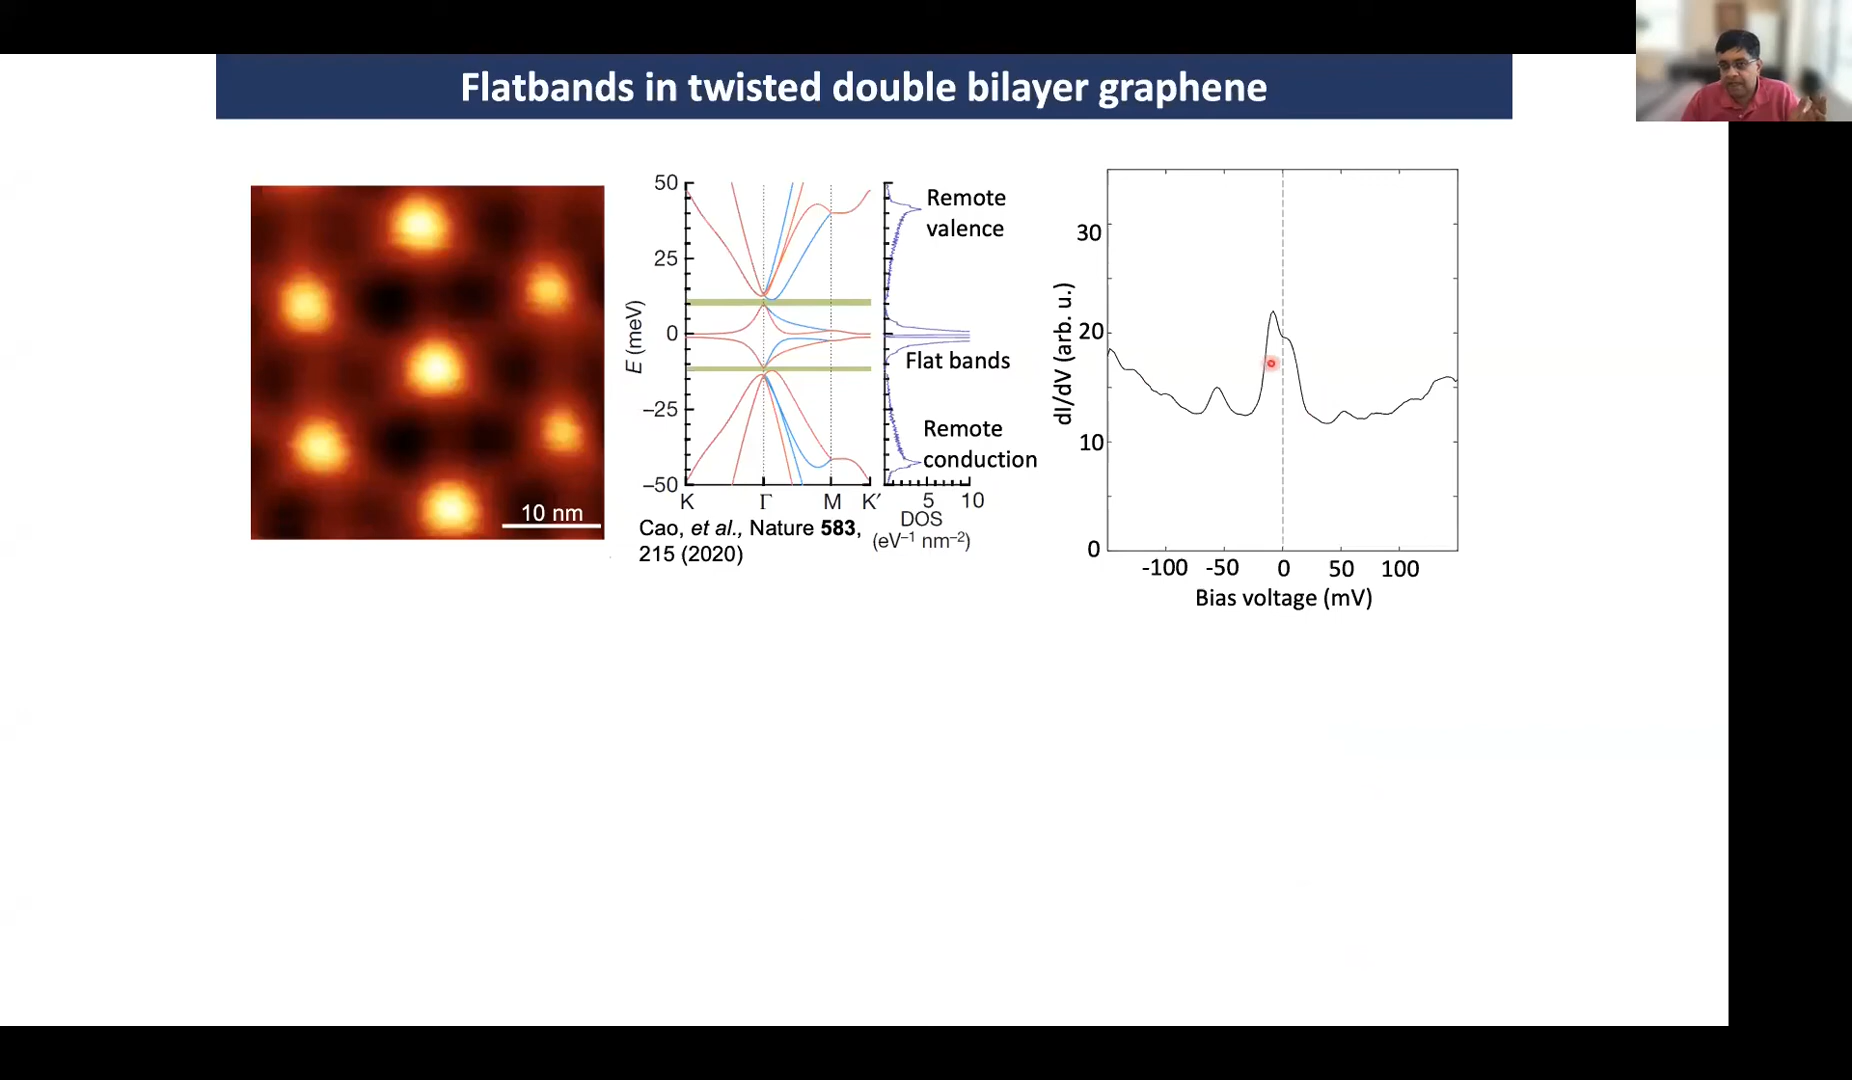 Flatbands in twisted double bilayer graphene
10 nm
50
25
0
−25
−50
E (meV)
K
Γ
M
K′
Cao, et al., Nature 583,
215 (2020)
Remote
valence
Flat bands
Remote
conduction
5
10
DOS
(eV⁻¹ nm⁻²)
30
20
10
0
dI/dV (arb. u.)
-100
-50
0
50
100
Bias voltage (mV)